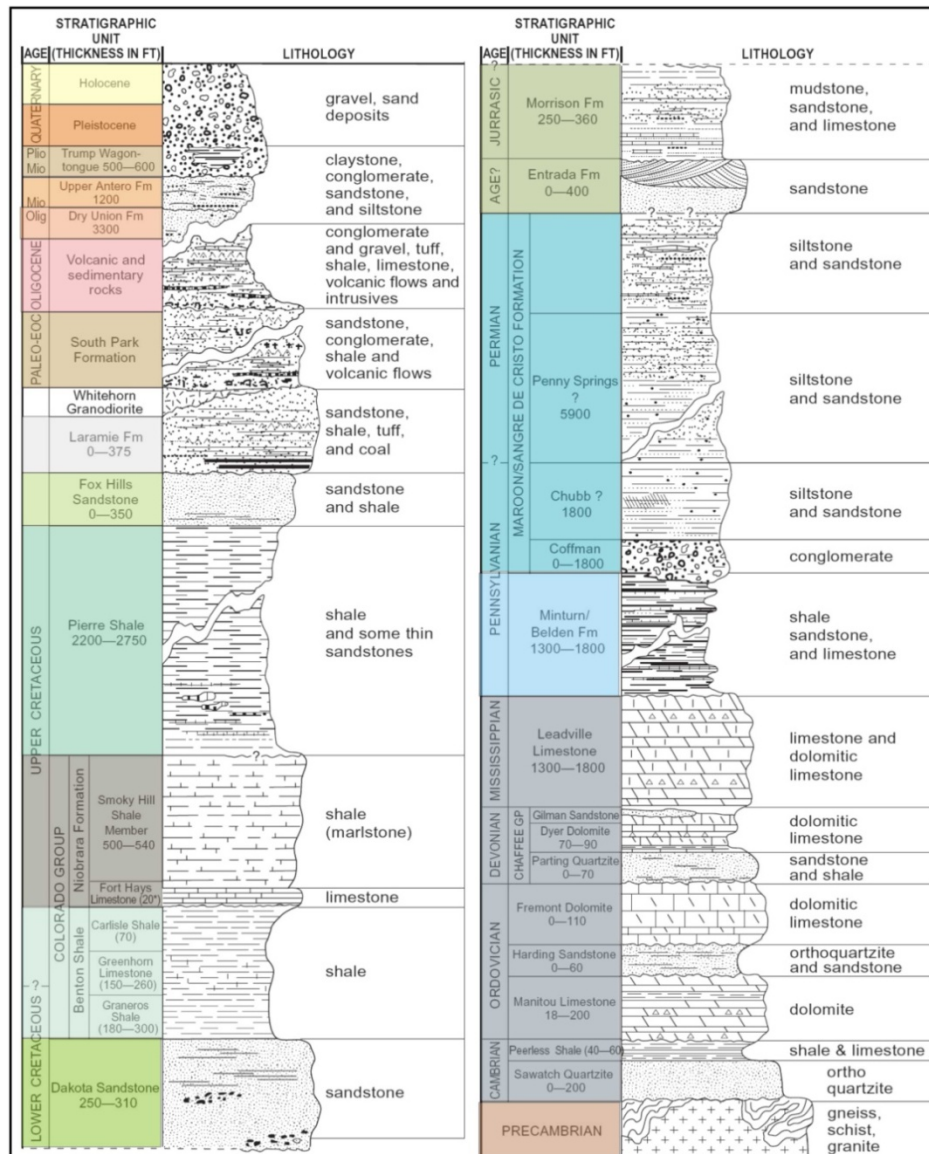 STRATIGRAPHIC
UNIT
AGE (THICKNESS IN FT) LITHOLOGY
QUATERNARY
Holocene
Pleistocene
gravel, sand
deposits
Plio
Mio
Trump Wagon-
tongue 500—600
Upper Antero Fm
1200
claystone,
conglomerate,
sandstone,
and siltstone
Mio
Olig
Dry Union Fm
3300
OLIGOCENE
Volcanic and
sedimentary
rocks
conglomerate
and gravel, tuff,
shale, limestone,
volcanic flows and
intrusives
PALEO-EOC
South Park
Formation
sandstone,
conglomerate,
shale and
volcanic flows
Whitehorn
Granodiorite
Laramie Fm
0—375
sandstone,
shale, tuff,
and coal
Fox Hills
Sandstone
0—350
sandstone
and shale
UPPER CRETACEOUS
Pierre Shale
2200—2750
shale
and some thin
sandstones
?
COLORADO GROUP
Niobrara Formation
Smoky Hill
Shale
Member
500—540
shale
(marlstone)
Fort Hays
Limestone (20*)
limestone
Benton Shale
Carlisle Shale
(70)
Greenhorn
Limestone
(150—260)
Graneros
Shale
(180—300)
shale
?
LOWER CRETACEOUS
Dakota Sandstone
250—310
sandstone
STRATIGRAPHIC
UNIT
AGE (THICKNESS IN FT) LITHOLOGY
?
JURRASIC
Morrison Fm
250—360
mudstone,
sandstone,
and limestone
AGE?
Entrada Fm
0—400
sandstone
? ?
PERMIAN
MAROON/SANGRE DE CRISTO FORMATION
siltstone
and sandstone
Penny Springs
?
5900
siltstone
and sandstone
?
PENNSYLVANIAN
Chubb ?
1800
siltstone
and sandstone
Coffman
0—1800
conglomerate
Minturn/
Belden Fm
1300—1800
shale
sandstone,
and limestone
MISSISSIPPIAN
Leadville
Limestone
1300—1800
limestone and
dolomitic
limestone
DEVONIAN
CHAFFEE GP
Gilman Sandstone
Dyer Dolomite
70—90
dolomitic
limestone
Parting Quartzite
0—70
sandstone
and shale
ORDOVICIAN
Fremont Dolomite
0—110
dolomitic
limestone
Harding Sandstone
0—60
orthoquartzite
and sandstone
Manitou Limestone
18—200
dolomite
CAMBRIAN
Peerless Shale (40—60)
shale & limestone
Sawatch Quartzite
0—200
ortho
quartzite
PRECAMBRIAN
gneiss,
schist,
granite